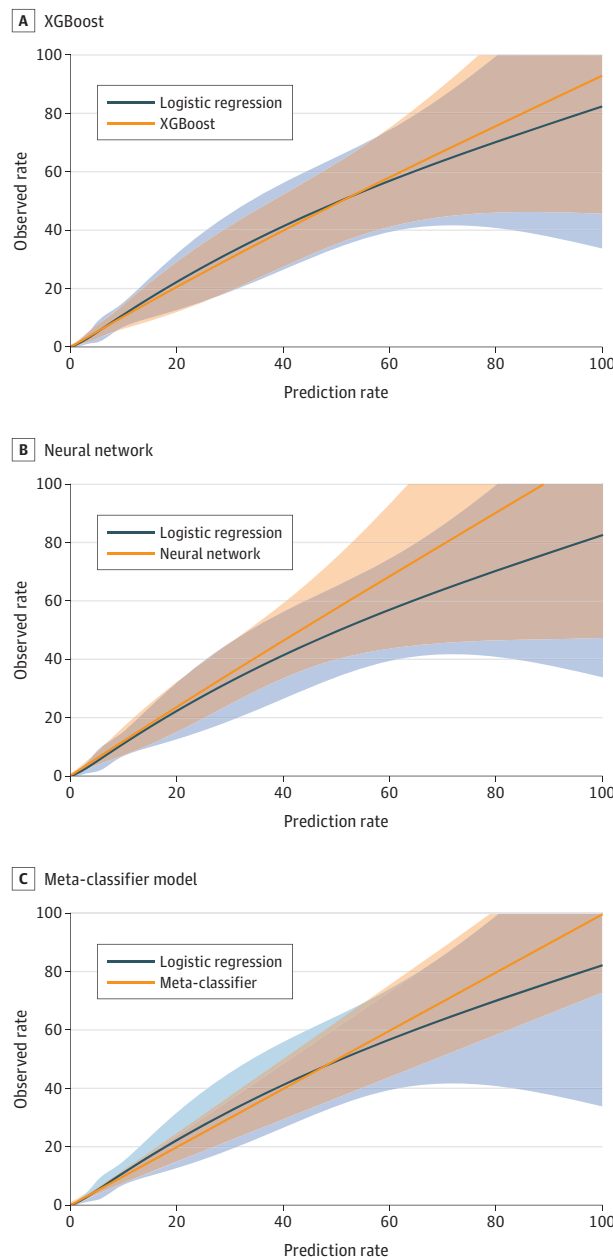 A XGBoost
100
80
60
40
20
0
Observed rate
Logistic regression
XGBoost
0 20 40 60 80 100
Prediction rate
B Neural network
100
80
60
40
20
0
Observed rate
Logistic regression
Neural network
0 20 40 60 80 100
Prediction rate
C Meta-classifier model
100
80
60
40
20
0
Observed rate
Logistic regression
Meta-classifier
0 20 40 60 80 100
Prediction rate